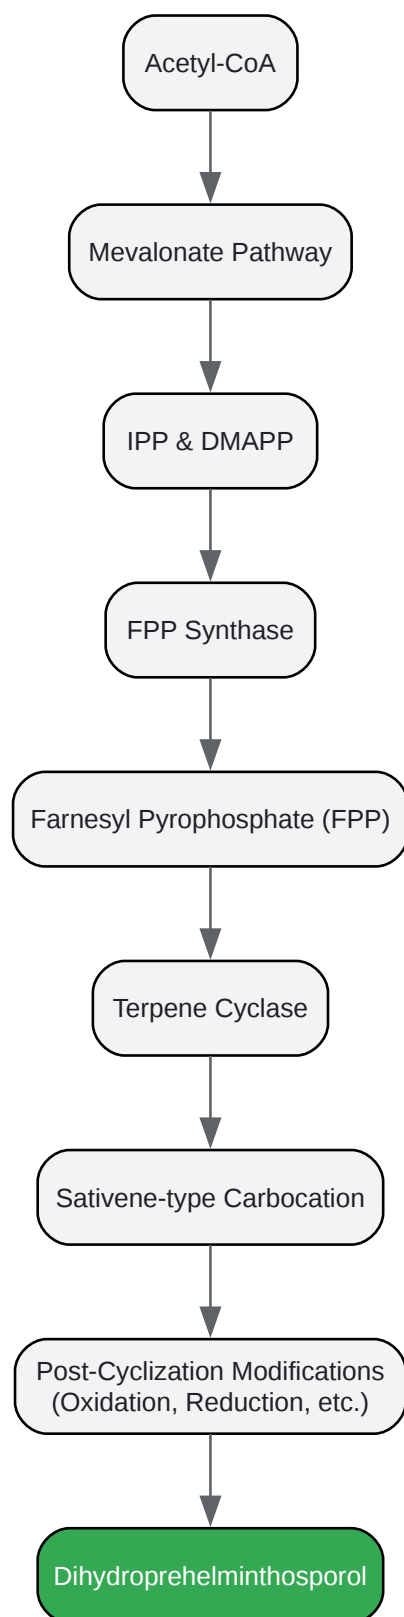 Acetyl-CoA
Mevalonate Pathway
IPP & DMAPP
FPP Synthase
Farnesyl Pyrophosphate (FPP)
Terpene Cyclase
Sativene-type Carbocation
Post-Cyclization Modifications
(Oxidation, Reduction, etc.)
Dihydroprehelminthosporol